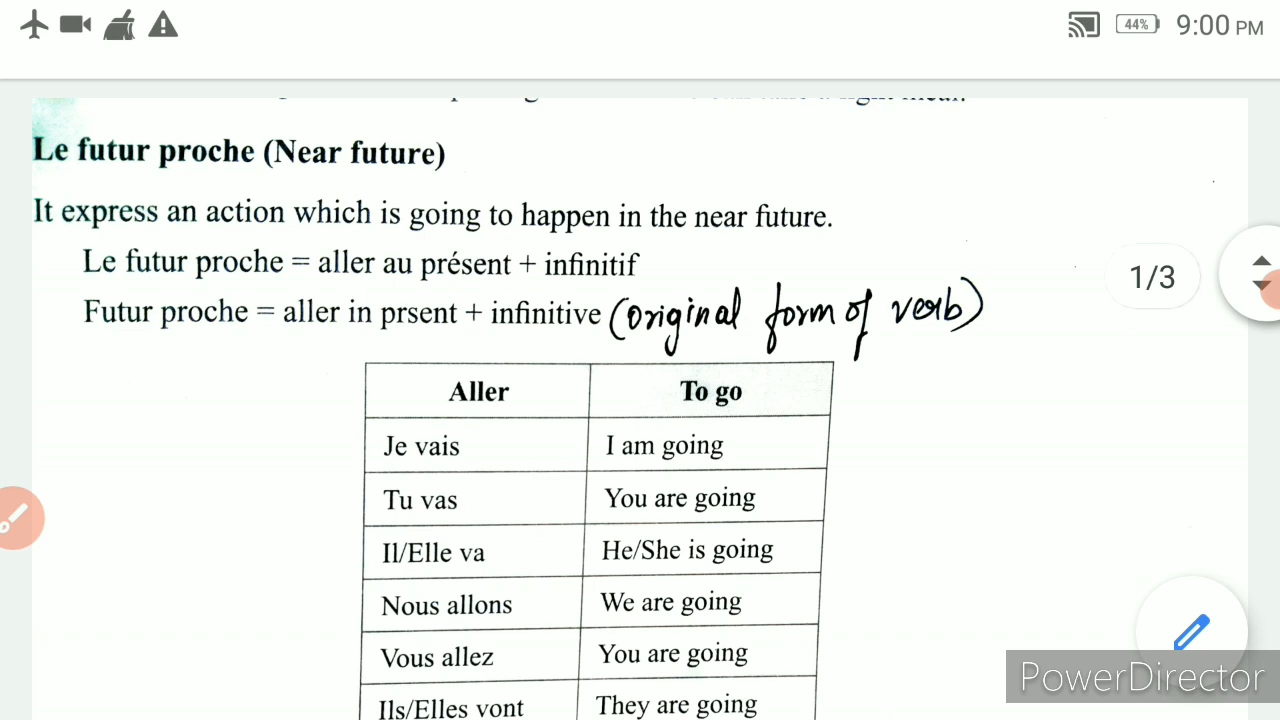 44% 9:00 PM
Le futur proche (Near future)
It express an action which is going to happen in the near future.
Le futur proche = aller au présent + infinitif
1/3
Futur proche = aller in prsent + infinitive (original form of verb)
Aller To go
Je vais I am going
Tu vas You are going
Il/Elle va He/She is going
Nous allons We are going
Vous allez You are going
Ils/Elles vont They are going
PowerDirector